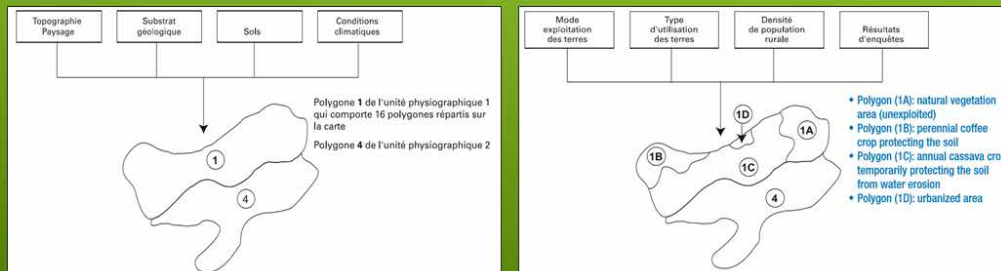 Topographie
Paysage
Substrat
géologique
Sols
Conditions
climatiques
Polygone 1 de l'unité physiographique 1
qui comporte 16 polygones répartis sur
la carte
Polygone 4 de l'unité physiographique 2
1
4
Mode
exploitation
des terres
Type
d'utilisation
des terres
Densité
de population
rurale
Résultats
d'enquêtes
1D
1A
1B
1C
4
• Polygon (1A): natural vegetation
area (unexploited)
• Polygon (1B): perennial coffee
crop protecting the soil
• Polygon (1C): annual cassava cro
temporarily protecting the soil
from water erosion
• Polygon (1D): urbanized area